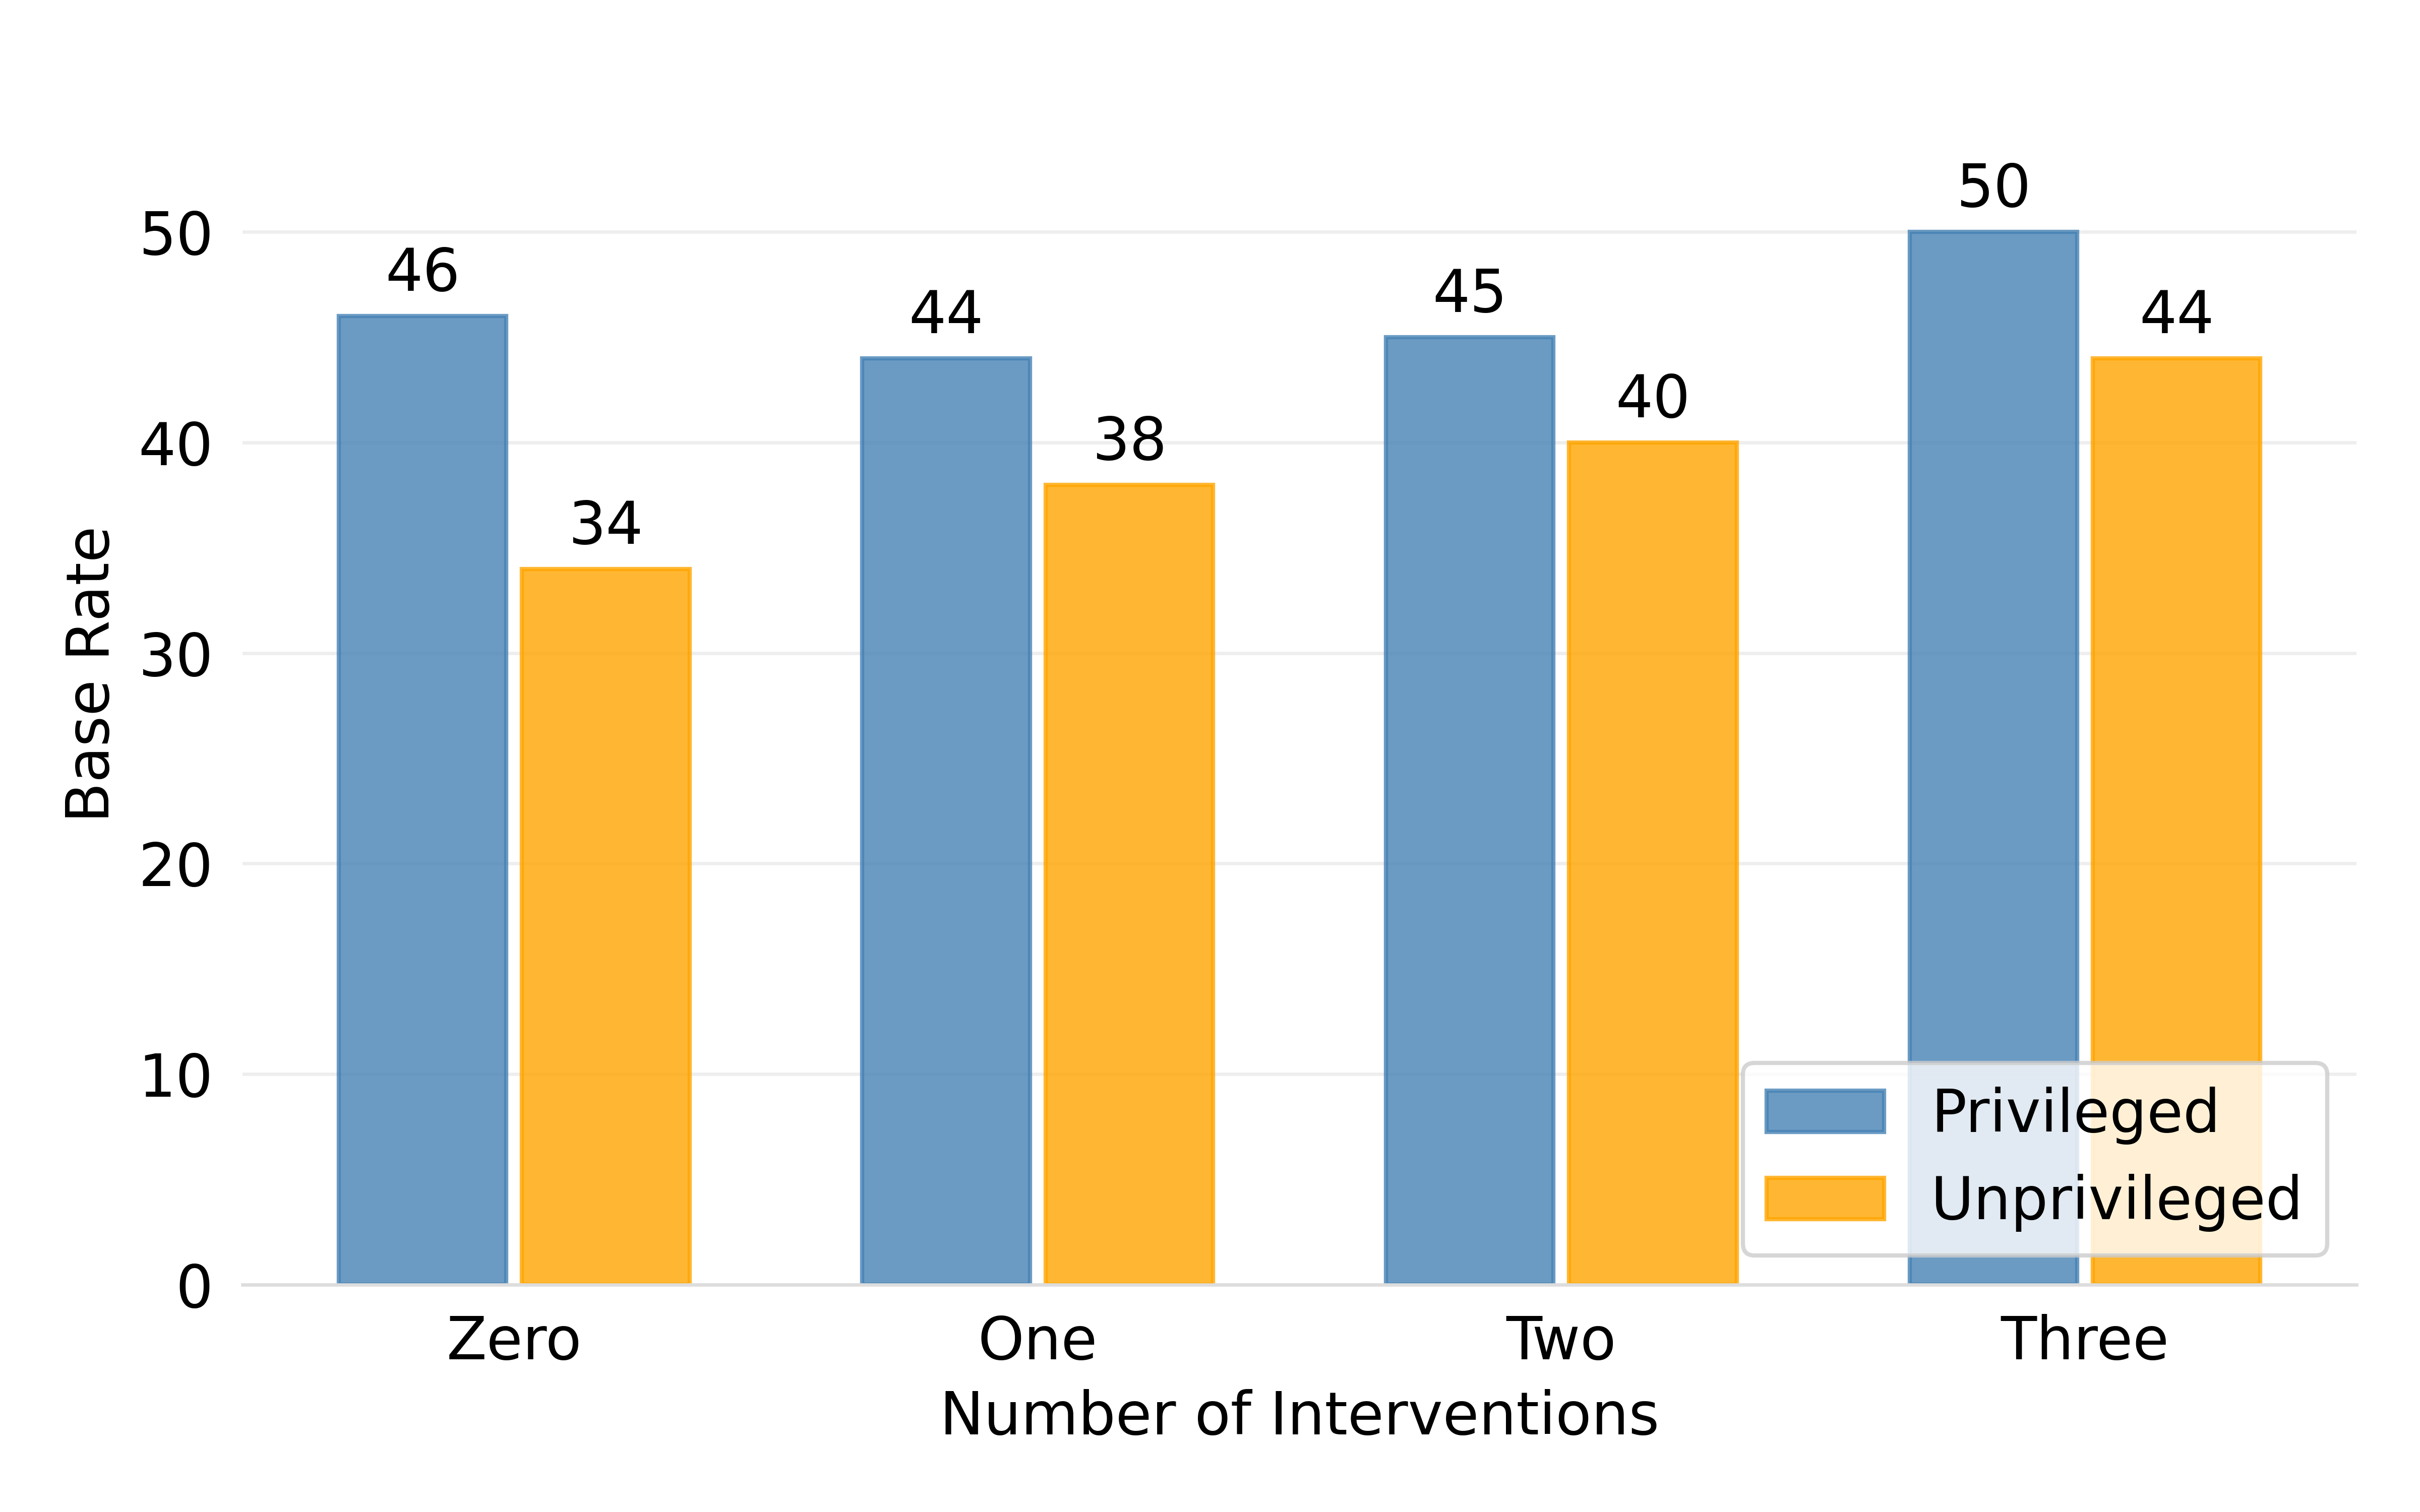 50
50
46
45
44
44
40
40
38
34
Base Rate
30
20
10
Privileged
Unprivileged
0
Zero One Two Three
Number of Interventions